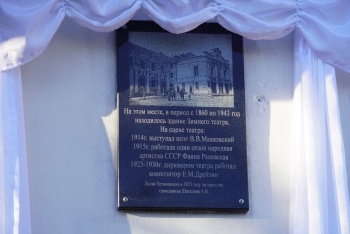 На этом месте, в период с 1860 по 1943 год
находилось здание Зимнего театра.
На сцене театра:
1914г. выступал поэт В.В.Маяковский
1915г. работала один сезон народная
артистка СССР Фаина Раневская
1925-1930г. дирижером театра работал
композитор Е.М.Дрейзин